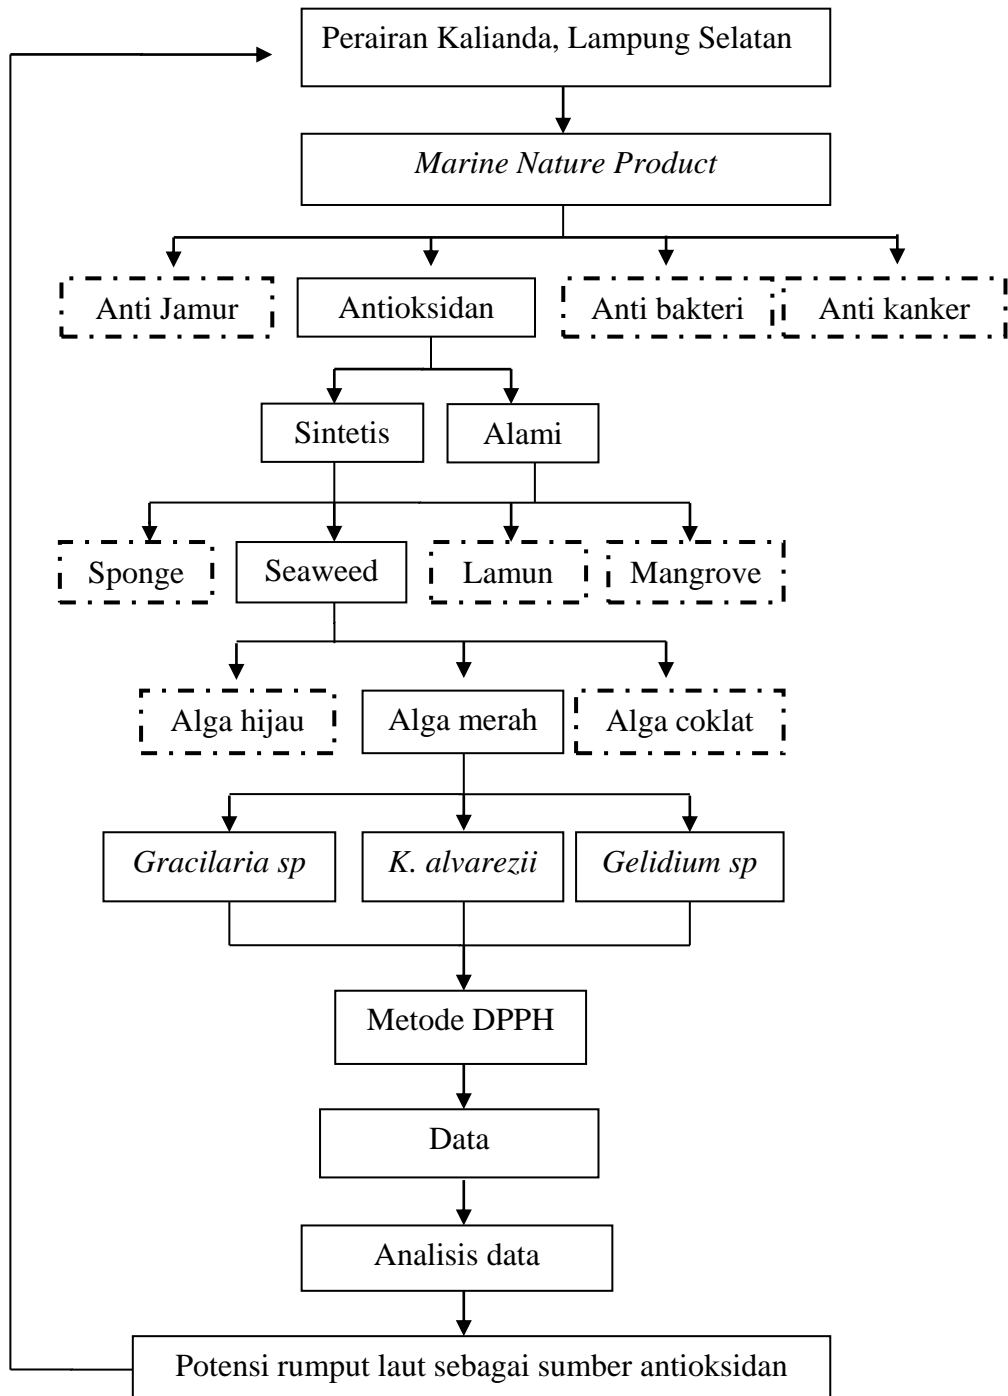 Perairan Kalianda, Lampung Selatan
Marine Nature Product
Anti Jamur
Antioksidan
Anti bakteri
Anti kanker
Sintetis
Alami
Sponge
Seaweed
Lamun
Mangrove
Alga hijau
Alga merah
Alga coklat
Gracilaria sp
K. alvarezii
Gelidium sp
Metode DPPH
Data
Analisis data
Potensi rumput laut sebagai sumber antioksidan